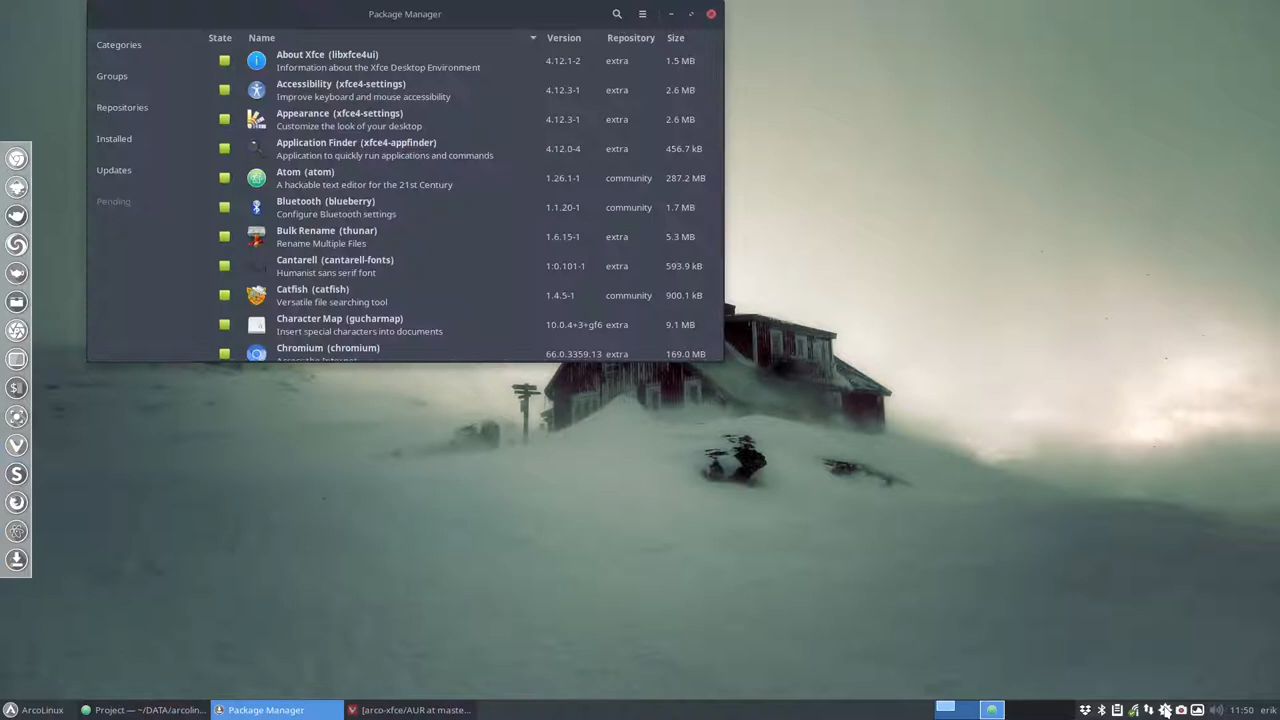 Package Manager
Categories
Groups
Repositories
Installed
Updates
Pending
State Name Version Repository Size
About Xfce (libxfce4ui) 4.12.1-2 extra 1.5 MB
Information about the Xfce Desktop Environment
Accessibility (xfce4-settings) 4.12.3-1 extra 2.6 MB
Improve keyboard and mouse accessibility
Appearance (xfce4-settings) 4.12.3-1 extra 2.6 MB
Customize the look of your desktop
Application Finder (xfce4-appfinder) 4.12.0-4 extra 456.7 kB
Application to quickly run applications and commands
Atom (atom) 1.26.1-1 community 287.2 MB
A hackable text editor for the 21st Century
Bluetooth (blueberry) 1.1.20-1 community 1.7 MB
Configure Bluetooth settings
Bulk Rename (thunar) 1.6.15-1 extra 5.3 MB
Rename Multiple Files
Cantarell (cantarell-fonts) 1:0.101-1 extra 593.9 kB
Humanist sans serif font
Catfish (catfish) 1.4.5-1 community 900.1 kB
Versatile file searching tool
Character Map (gucharmap) 10.0.4+3+gf6 extra 9.1 MB
Insert special characters into documents
Chromium (chromium) 66.0.3359.13 extra 169.0 MB
Access the Internet
ArcoLinux
Project — ~/DATA/arcolin...
Package Manager
[arco-xfce/AUR at maste...
11:50 erik